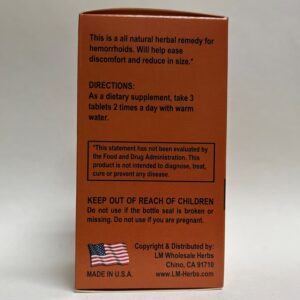 This is a all natural herbal remedy for
hemorrhoids. Will help ease
discomfort and reduce in size.*
DIRECTIONS:
As a dietary supplement, take 3
tablets 2 times a day with warm
water.
*This statement has not been evaluated by
the Food and Drug Administration. This
product is not intended to diagnose, treat,
cure or prevent any disease.
KEEP OUT OF REACH OF CHILDREN
Do not use if the bottle seal is broken or
missing. Do not use if you are pregnant.
Copyright & Distributed by:
LM Wholesale Herbs
Chino, CA 91710
www.LM-Herbs.com
MADE IN U.S.A.